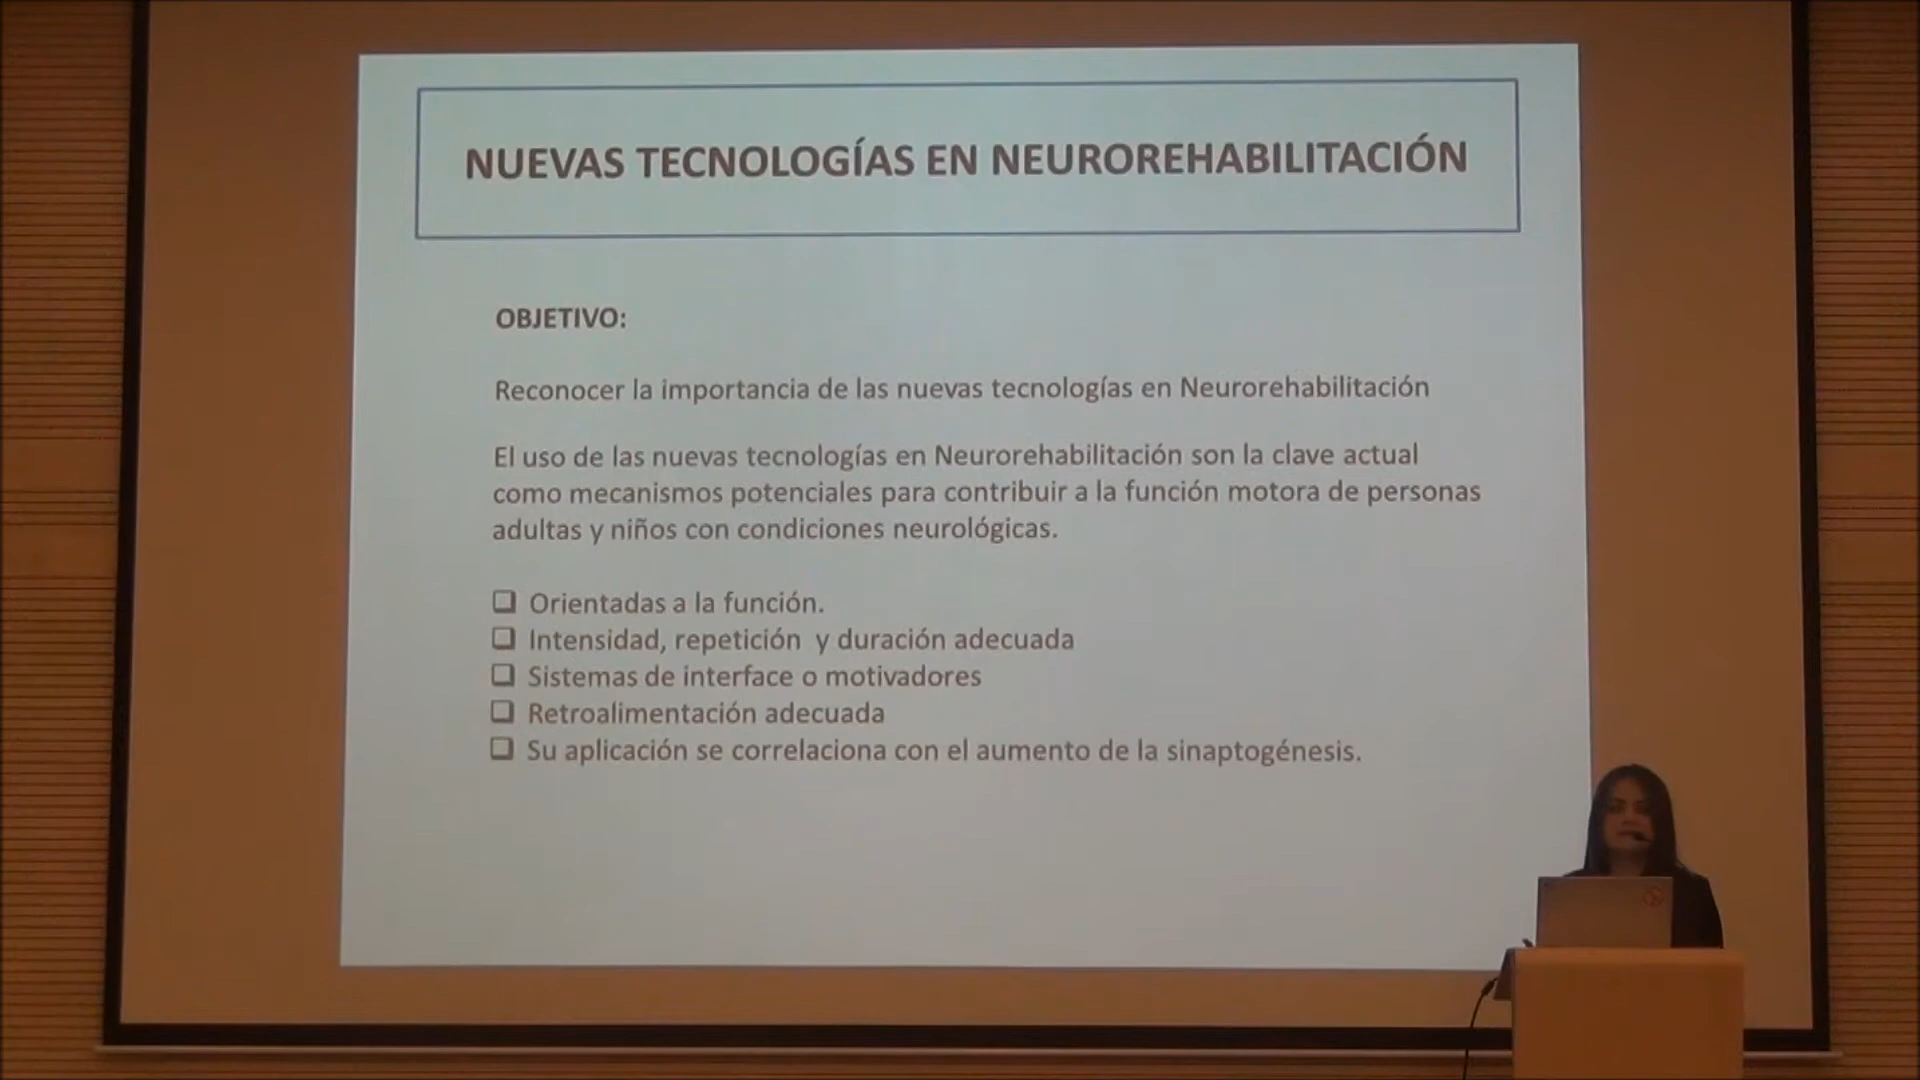 NUEVAS TECNOLOGÍAS EN NEUROREHABILITACIÓN
OBJETIVO:
Reconocer la importancia de las nuevas tecnologías en Neurorehabilitación
El uso de las nuevas tecnologías en Neurorehabilitación son la clave actual
como mecanismos potenciales para contribuir a la función motora de personas
adultas y niños con condiciones neurológicas.
Orientadas a la función.
Intensidad, repetición y duración adecuada
Sistemas de interface o motivadores
Retroalimentación adecuada
Su aplicación se correlaciona con el aumento de la sinaptogénesis.